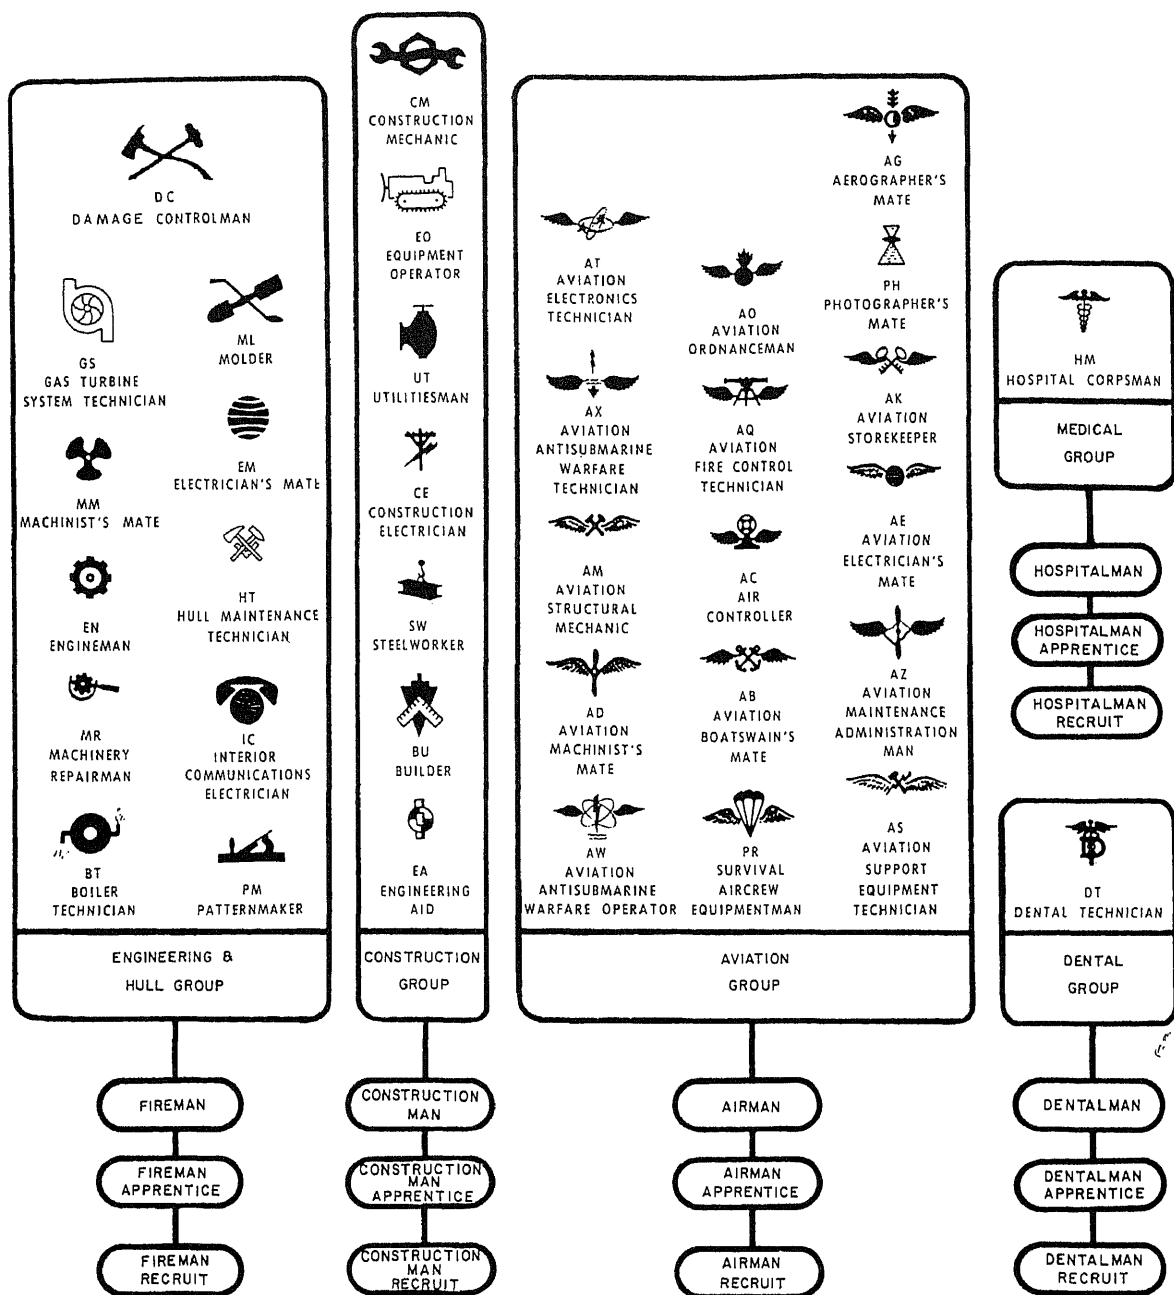 DC
DAMAGE CONTROLMAN
GS
GAS TURBINE
SYSTEM TECHNICIAN
ML
MOLDER
MM
MACHINIST'S MATE
EM
ELECTRICIAN'S MATE
EN
ENGINEMAN
HT
HULL MAINTENANCE
TECHNICIAN
MR
MACHINERY
REPAIRMAN
IC
INTERIOR
COMMUNICATIONS
ELECTRICIAN
BT
BOILER
TECHNICIAN
PM
PATTERNMAKER
ENGINEERING &
HULL GROUP
FIREMAN
FIREMAN
APPRENTICE
FIREMAN
RECRUIT
CM
CONSTRUCTION
MECHANIC
EO
EQUIPMENT
OPERATOR
UT
UTILITIESMAN
CE
CONSTRUCTION
ELECTRICIAN
SW
STEELWORKER
BU
BUILDER
EA
ENGINEERING
AID
CONSTRUCTION
GROUP
CONSTRUCTION
MAN
CONSTRUCTION
MAN
APPRENTICE
CONSTRUCTION
MAN
RECRUIT
AT
AVIATION
ELECTRONICS
TECHNICIAN
AX
AVIATION
ANTISUBMARINE
WARFARE
TECHNICIAN
AM
AVIATION
STRUCTURAL
MECHANIC
AD
AVIATION
MACHINIST'S
MATE
AW
AVIATION
ANTISUBMARINE
WARFARE OPERATOR
AO
AVIATION
ORDNANCEMAN
AQ
AVIATION
FIRE CONTROL
TECHNICIAN
AC
AIR
CONTROLLER
AB
AVIATION
BOATSWAIN'S
MATE
PR
SURVIVAL
AIRCREW
EQUIPMENTMAN
AG
AEROGRAPHER'S
MATE
PH
PHOTOGRAPHER'S
MATE
AK
AVIATION
STOREKEEPER
AE
AVIATION
ELECTRICIAN'S
MATE
AZ
AVIATION
MAINTENANCE
ADMINISTRATION
MAN
AS
AVIATION
SUPPORT
EQUIPMENT
TECHNICIAN
AVIATION
GROUP
AIRMAN
AIRMAN
APPRENTICE
AIRMAN
RECRUIT
HM
HOSPITAL CORPSMAN
MEDICAL
GROUP
HOSPITALMAN
HOSPITALMAN
APPRENTICE
HOSPITALMAN
RECRUIT
D
DT
DENTAL TECHNICIAN
DENTAL
GROUP
DENTALMAN
DENTALMAN
APPRENTICE
DENTALMAN
RECRUIT